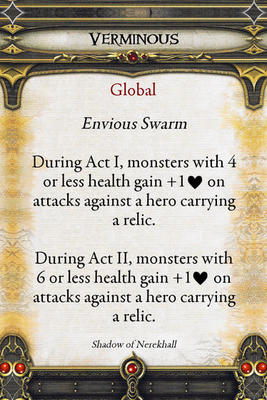 Verminous
Global
Envious Swarm
During Act I, monsters with 4
or less health gain +1♥ on
attacks against a hero carrying
a relic.
During Act II, monsters with
6 or less health gain +1♥ on
attacks against a hero carrying
a relic.
Shadow of Nerekhall